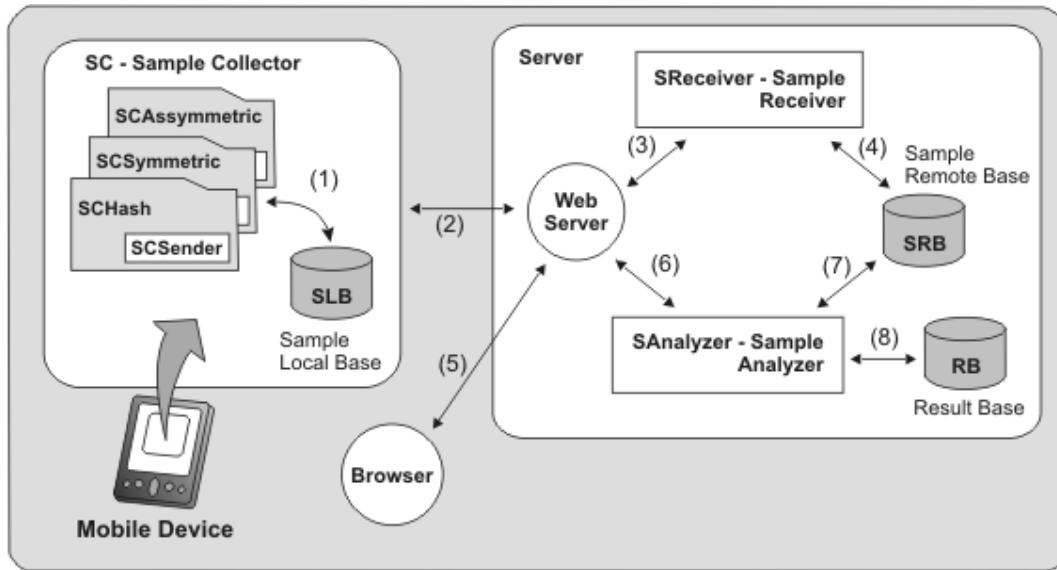 SC - Sample Collector
SCAssymmetric
SCSymmetric
SCHash
SCSender
(1)
SLB
Sample
Local Base
Mobile Device
(2)
Server
SReceiver - Sample
Receiver
(3)
(4)
Sample
Remote Base
Web
Server
SRB
(6)
(7)
SAnalyzer - Sample
Analyzer
(8)
RB
Result Base
(5)
Browser